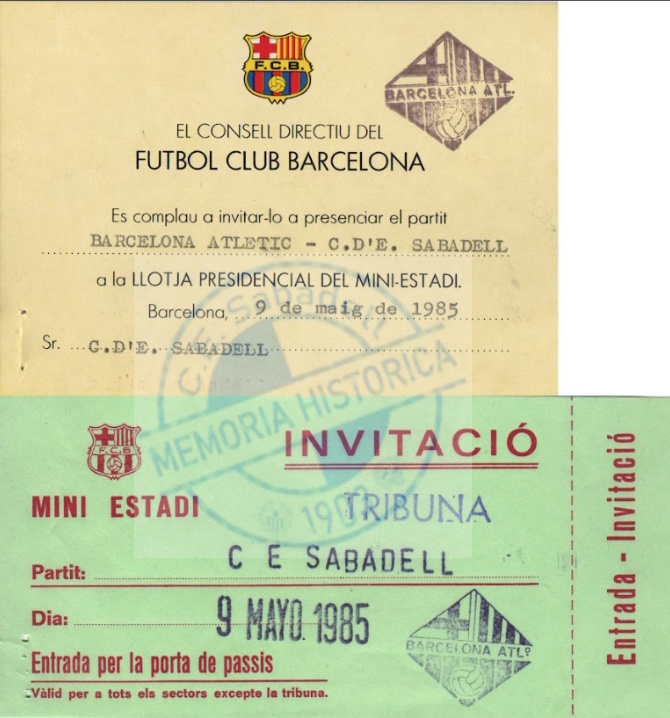 F.C.B.
BARCELONA ATL.
EL CONSELL DIRECTIU DEL
FUTBOL CLUB BARCELONA
Es complau a invitar-lo a presenciar el partit
BARCELONA ATLETIC - C.D'E. SABADELL
a la LLOTJA PRESIDENCIAL DEL MINI-ESTADI.
Barcelona, 9 de maig de 1985
Sr. C.D'E. SABADELL
C.E. Sabadell
MEMORIA HISTORICA
1903
F.C.B.
INVITACIÓ
MINI ESTADI
TRIBUNA
Partit: C E SABADELL
Dia: 9 MAYO. 1985
BARCELONA ATLº
Entrada per la porta de passis
Vàlid per a tots els sectors excepte la tribuna.
Entrada - Invitació